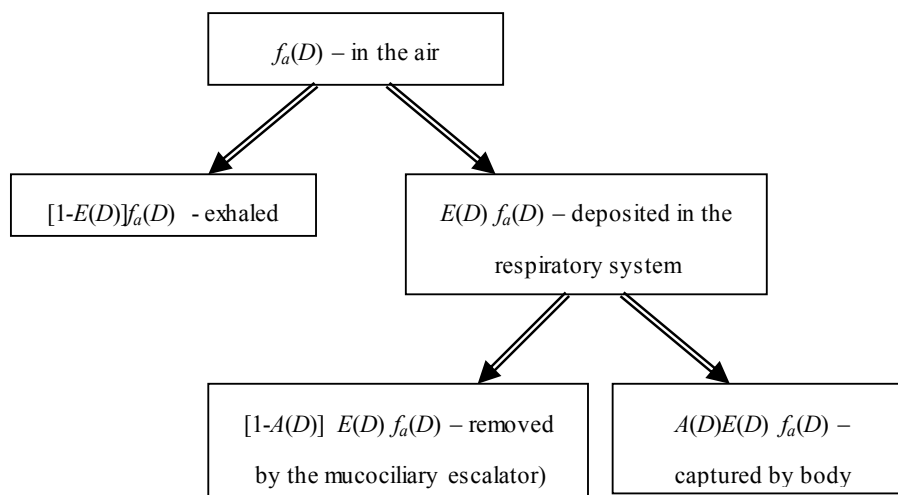 fa(D) – in the air
[1-E(D)]fa(D) - exhaled
E(D) fa(D) – deposited in the
respiratory system
[1-A(D)] E(D) fa(D) – removed
by the mucociliary escalator)
A(D)E(D) fa(D) –
captured by body